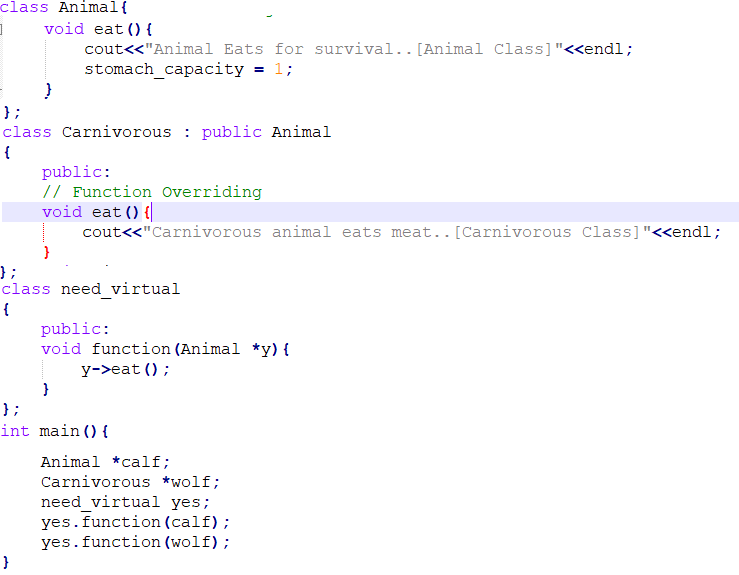 class Animal{
void eat(){
cout<<"Animal Eats for survival..[Animal Class]"<<endl;
stomach_capacity = 1;
}
};
class Carnivorous : public Animal
{
public:
// Function Overriding
void eat(){
cout<<"Carnivorous animal eats meat..[Carnivorous Class]"<<endl;
}
};
class need_virtual
{
public:
void function(Animal *y){
y->eat();
}
};
int main(){
Animal *calf;
Carnivorous *wolf;
need_virtual yes;
yes.function(calf);
yes.function(wolf);
}